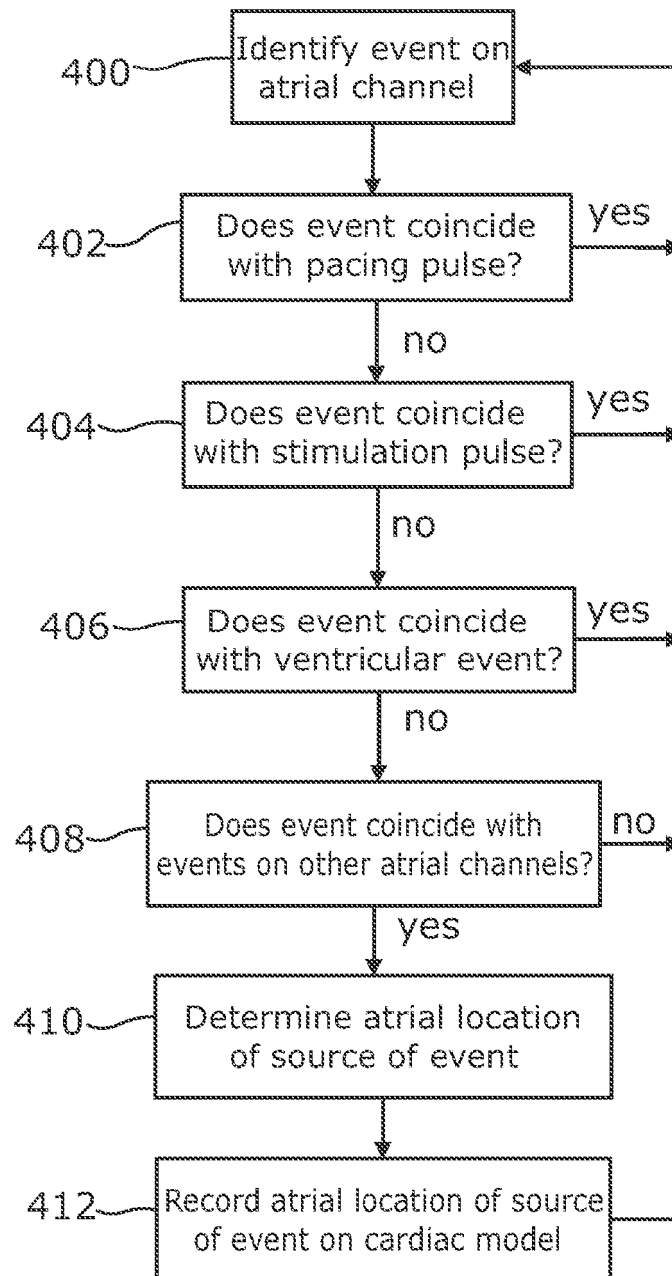 400
Identify event on
atrial channel
402
Does event coincide
with pacing pulse?
yes
no
404
Does event coincide
with stimulation pulse?
yes
no
406
Does event coincide
with ventricular event?
yes
no
408
Does event coincide with
events on other atrial channels?
no
yes
410
Determine atrial location
of source of event
412
Record atrial location of source
of event on cardiac model